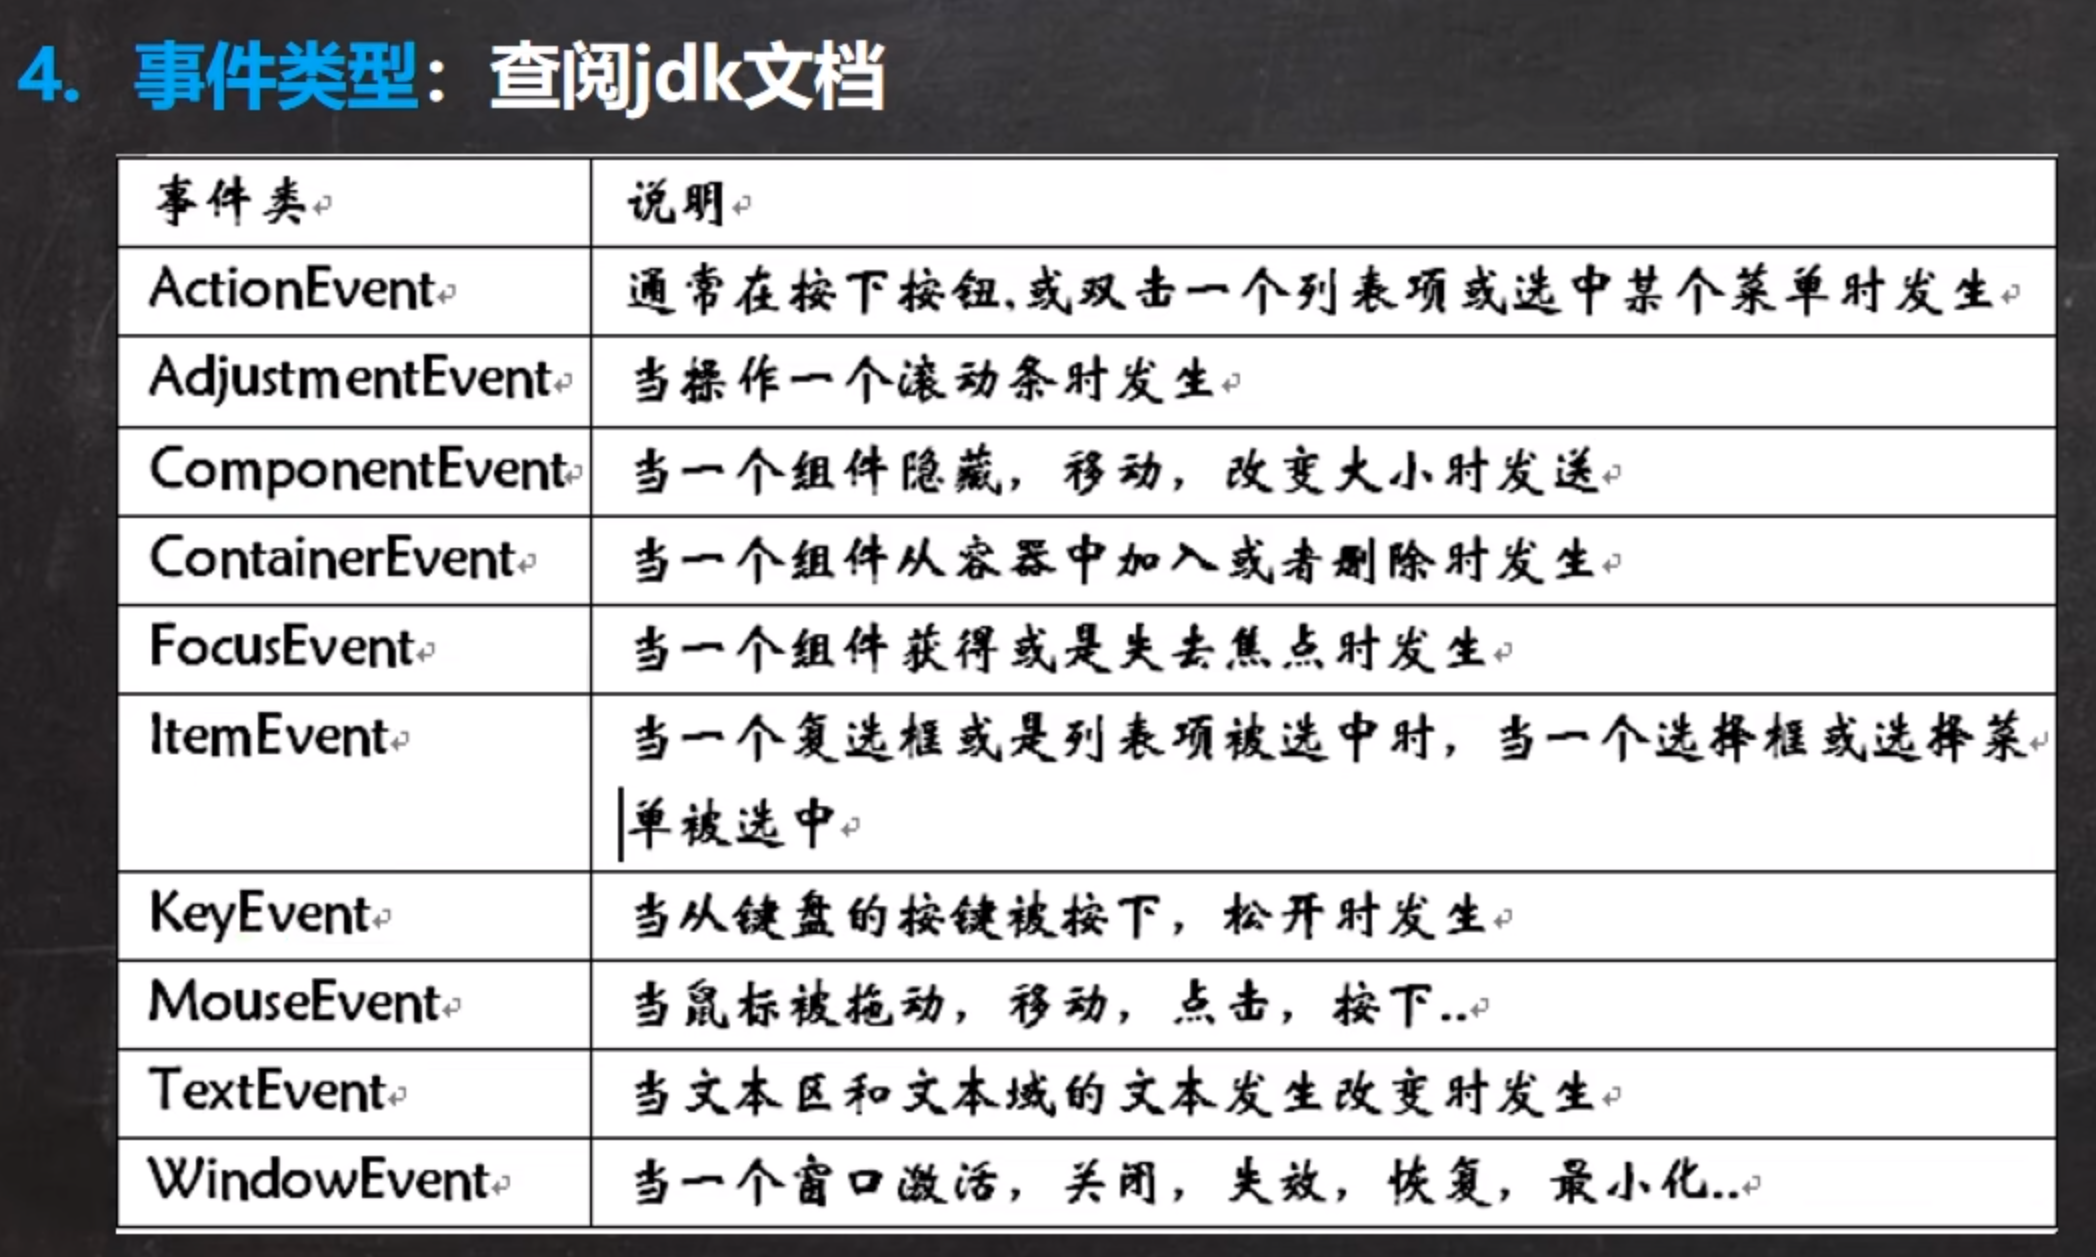 4. 事件类型：查阅jdk文档
事件类 说明
ActionEvent 通常在按下按钮,或双击一个列表项或选中某个菜单时发生
AdjustmentEvent 当操作一个滚动条时发生
ComponentEvent 当一个组件隐藏，移动，改变大小时发送
ContainerEvent 当一个组件从容器中加入或者删除时发生
FocusEvent 当一个组件获得或是失去焦点时发生
ItemEvent 当一个复选框或是列表项被选中时，当一个选择框或选择菜
单被选中
KeyEvent 当从键盘的按键被按下，松开时发生
MouseEvent 当鼠标被拖动，移动，点击，按下..
TextEvent 当文本区和文本域的文本发生改变时发生
WindowEvent 当一个窗口激活，关闭，失效，恢复，最小化..